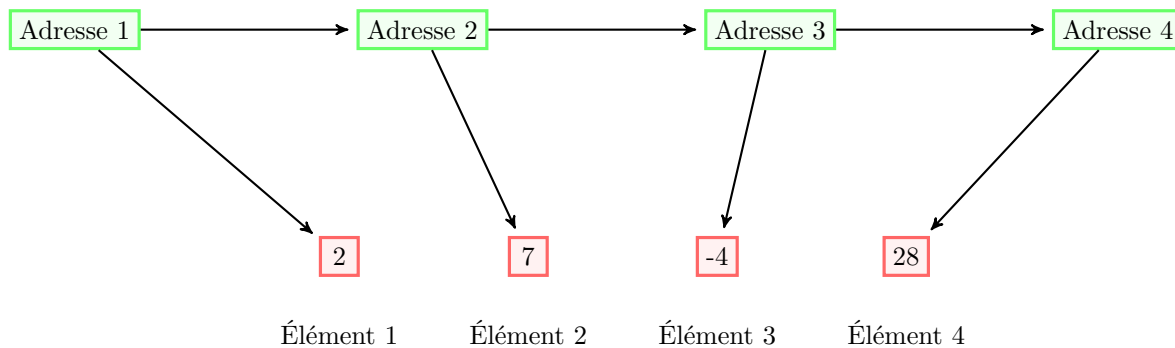 Adresse 1 Adresse 2 Adresse 3 Adresse 4
2 7 -4 28
Élément 1 Élément 2 Élément 3 Élément 4